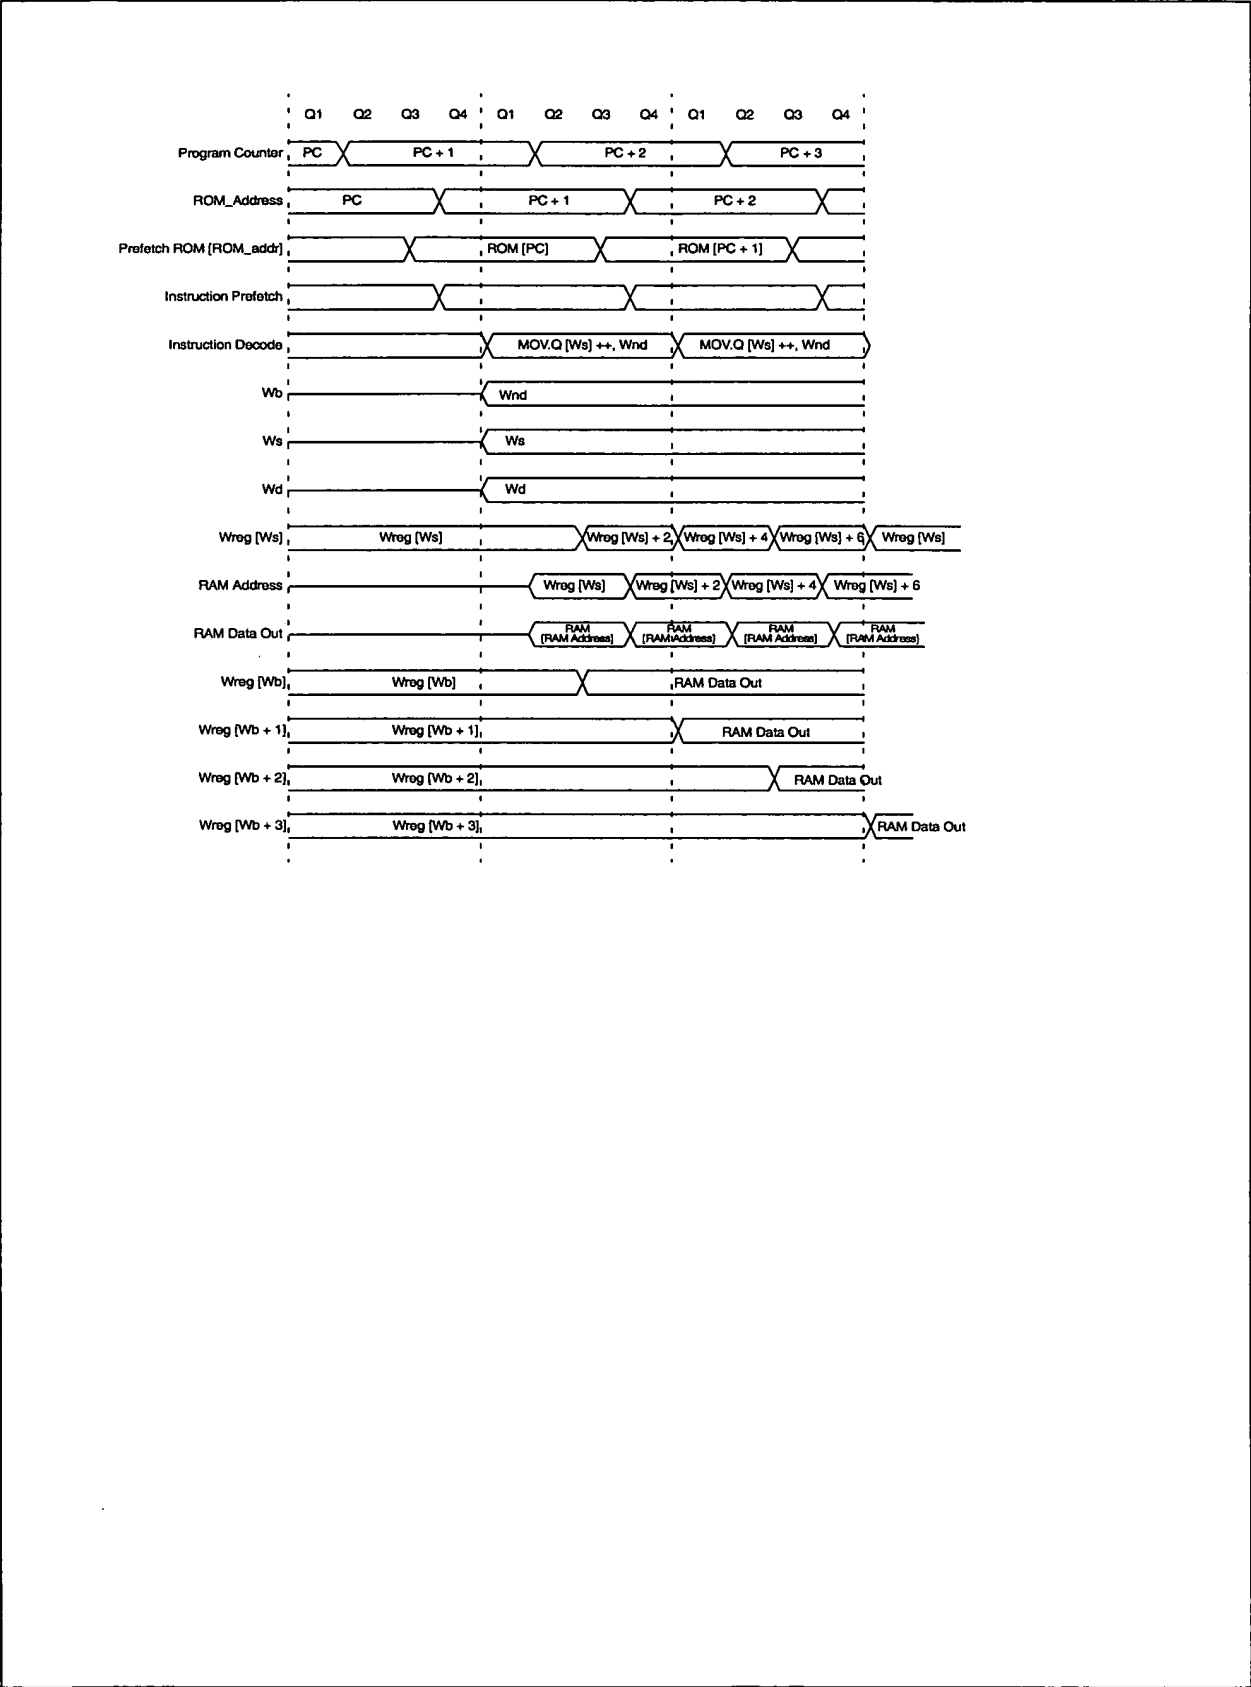 Q1 Q2 Q3 Q4 Q1 Q2 Q3 Q4 Q1 Q2 Q3 Q4
Program Counter PC PC + 1 PC + 2 PC + 3
ROM_Address PC PC + 1 PC + 2
Prefetch ROM [ROM_addr] ROM [PC] ROM [PC + 1]
Instruction Prefetch
Instruction Decode MOV.Q [Ws] ++, Wnd MOV.Q [Ws] ++, Wnd
Wb Wnd
Ws Ws
Wd Wd
Wreg [Ws] Wreg [Ws] Wreg [Ws] + 2 Wreg [Ws] + 4 Wreg [Ws] + 6 Wreg [Ws]
RAM Address Wreg [Ws] Wreg [Ws] + 2 Wreg [Ws] + 4 Wreg [Ws] + 6
RAM Data Out RAM RAM RAM RAM
[RAM Address] [RAM Address] [RAM Address] [RAM Address]
Wreg [Wb] Wreg [Wb] RAM Data Out
Wreg [Wb + 1] Wreg [Wb + 1] RAM Data Out
Wreg [Wb + 2] Wreg [Wb + 2] RAM Data Out
Wreg [Wb + 3] Wreg [Wb + 3] RAM Data Out